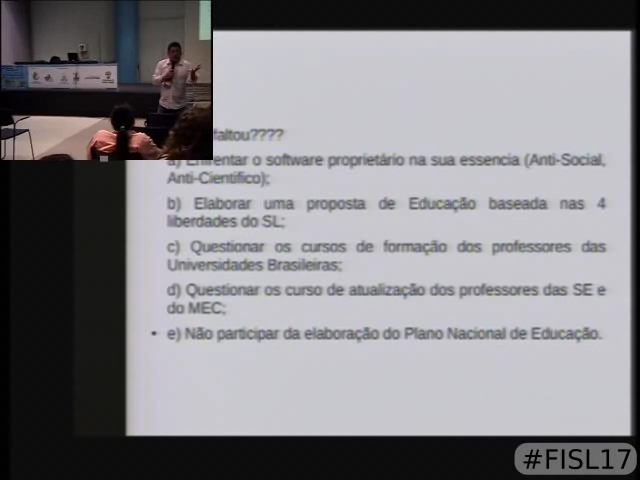 faltou????
a) Enfrentar o software proprietário na sua essencia (Anti-Social,
Anti-Cientifico);
b) Elaborar uma proposta de Educação baseada nas 4
liberdades do SL;
c) Questionar os cursos de formação dos professores das
Universidades Brasileiras;
d) Questionar os curso de atualização dos professores das SE e
do MEC;
• e) Não participar da elaboração do Plano Nacional de Educação.
#FISL17